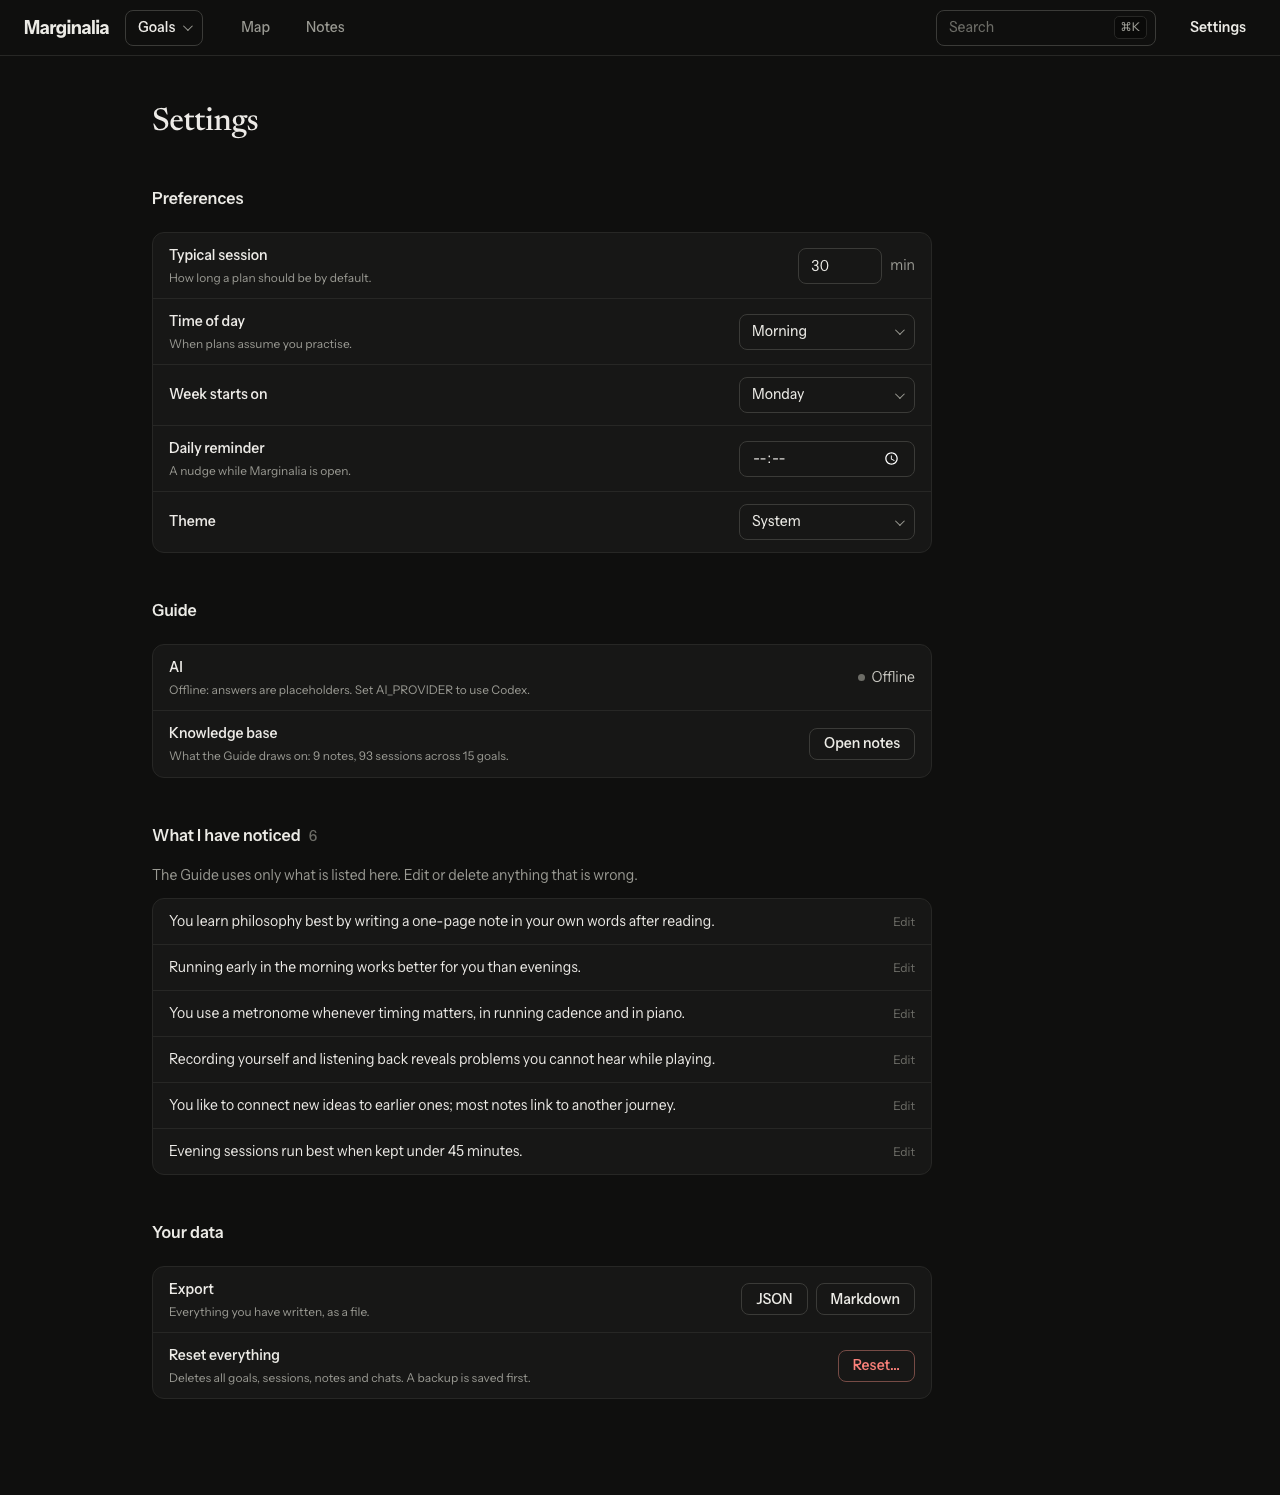 Marginalia Goals Map Notes Search ⌘K Settings
Settings
Preferences
Typical session
How long a plan should be by default.
30 min
Time of day
When plans assume you practise.
Morning
Week starts on
Monday
Daily reminder
A nudge while Marginalia is open.
--:--
Theme
System
Guide
AI
Offline: answers are placeholders. Set AI_PROVIDER to use Codex.
Offline
Knowledge base
What the Guide draws on: 9 notes, 93 sessions across 15 goals.
Open notes
What I have noticed 6
The Guide uses only what is listed here. Edit or delete anything that is wrong.
You learn philosophy best by writing a one-page note in your own words after reading. Edit
Running early in the morning works better for you than evenings. Edit
You use a metronome whenever timing matters, in running cadence and in piano. Edit
Recording yourself and listening back reveals problems you cannot hear while playing. Edit
You like to connect new ideas to earlier ones; most notes link to another journey. Edit
Evening sessions run best when kept under 45 minutes. Edit
Your data
Export
Everything you have written, as a file.
JSON Markdown
Reset everything
Deletes all goals, sessions, notes and chats. A backup is saved first.
Reset...